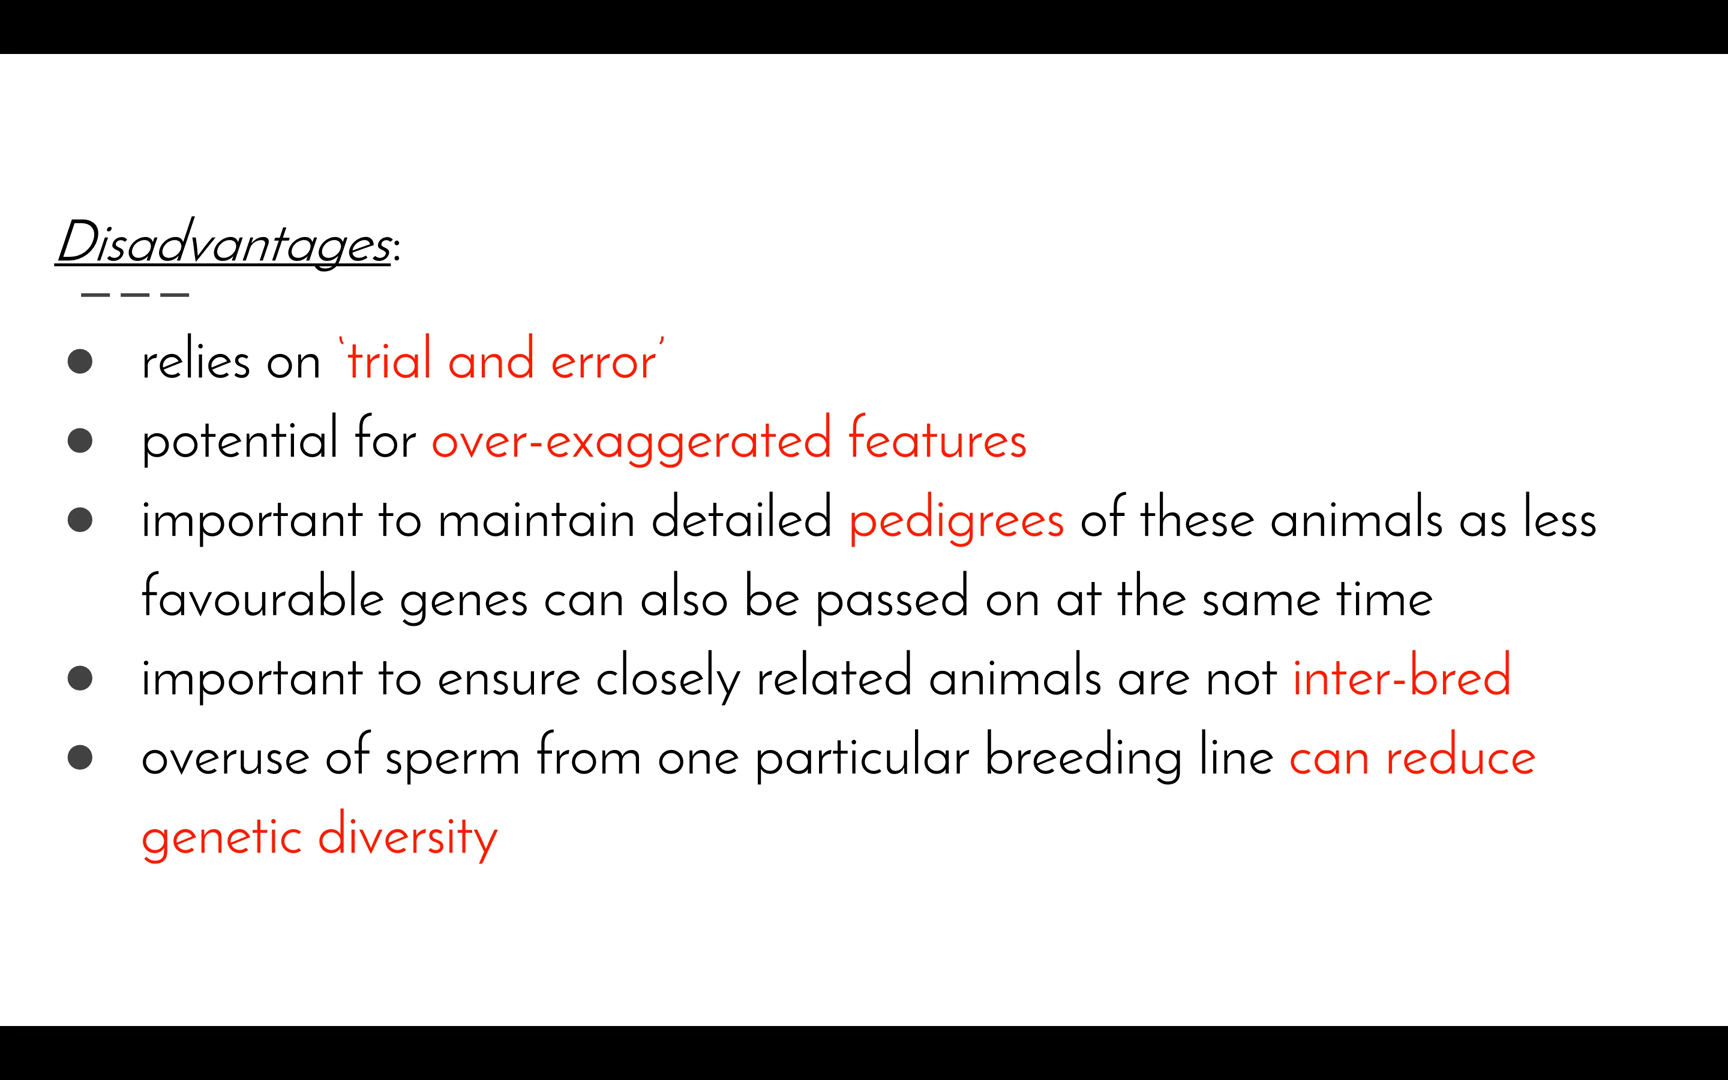 Disadvantages:
● relies on ‘trial and error’
● potential for over-exaggerated features
● important to maintain detailed pedigrees of these animals as less
favourable genes can also be passed on at the same time
● important to ensure closely related animals are not inter-bred
● overuse of sperm from one particular breeding line can reduce
genetic diversity